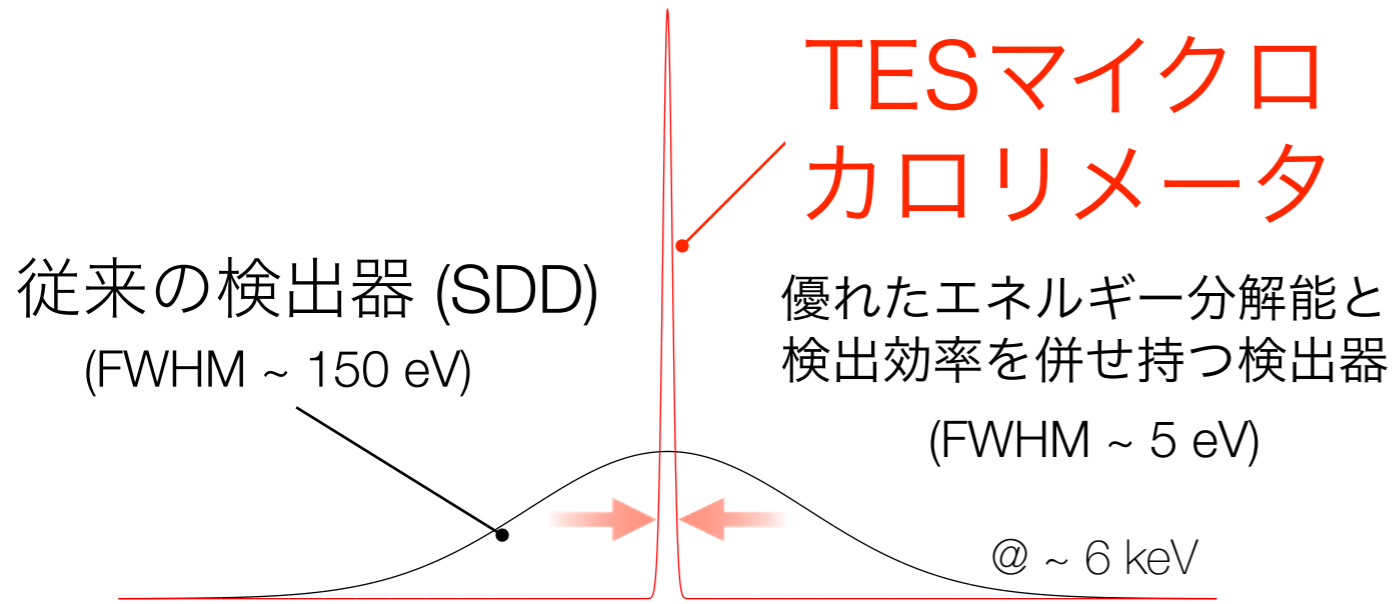 TESマイクロ
カロリメータ
従来の検出器 (SDD)
(FWHM ~ 150 eV)
優れたエネルギー分解能と
検出効率を併せ持つ検出器
(FWHM ~ 5 eV)
@ ~ 6 keV